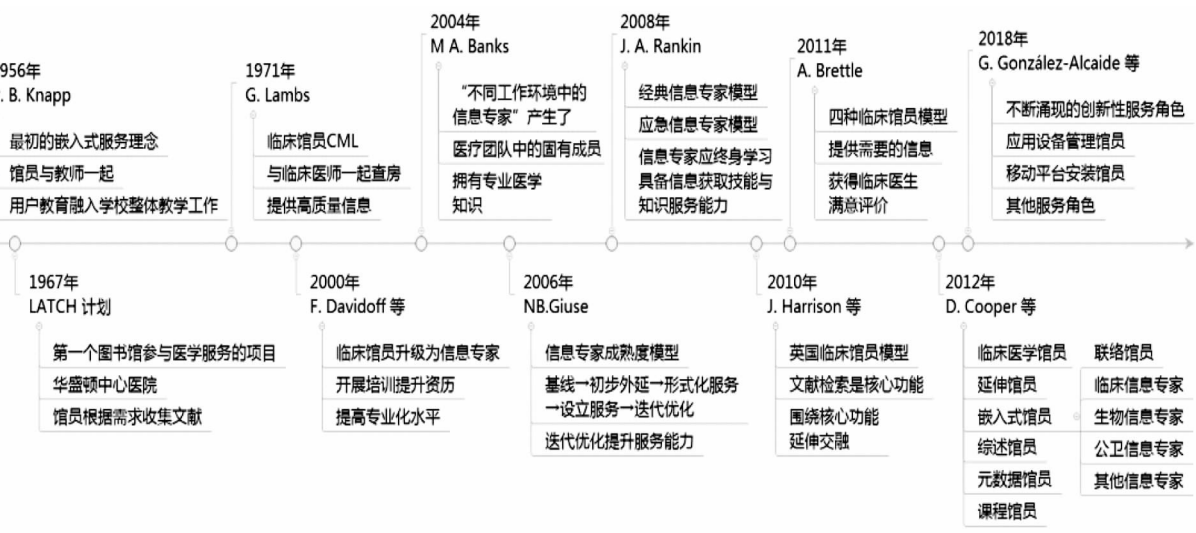 956年
. B. Knapp
最初的嵌入式服务理念
馆员与教师一起
用户教育融入学校整体教学工作
1967年
LATCH 计划
第一个图书馆参与医学服务的项目
华盛顿中心医院
馆员根据需求收集文献
1971年
G. Lambs
临床馆员CML
与临床医师一起查房
提供高质量信息
2000年
F. Davidoff 等
临床馆员升级为信息专家
开展培训提升资历
提高专业化水平
2004年
M A. Banks
“不同工作环境中的
信息专家”产生了
医疗团队中的固有成员
拥有专业医学
知识
2006年
NB.Giuse
信息专家成熟度模型
基线→初步外延→形式化服务
→设立服务→迭代优化
迭代优化提升服务能力
2008年
J. A. Rankin
经典信息专家模型
应急信息专家模型
信息专家应终身学习
具备信息获取技能与
知识服务能力
2010年
J. Harrison 等
英国临床馆员模型
文献检索是核心功能
围绕核心功能
延伸交融
2011年
A. Brettle
四种临床馆员模型
提供需要的信息
获得临床医生
满意评价
2012年
D. Cooper 等
临床医学馆员
延伸馆员
嵌入式馆员
综述馆员
元数据馆员
课程馆员
联络馆员
临床信息专家
生物信息专家
公卫信息专家
其他信息专家
2018年
G. González-Alcaide 等
不断涌现的创新性服务角色
应用设备管理馆员
移动平台安装馆员
其他服务角色